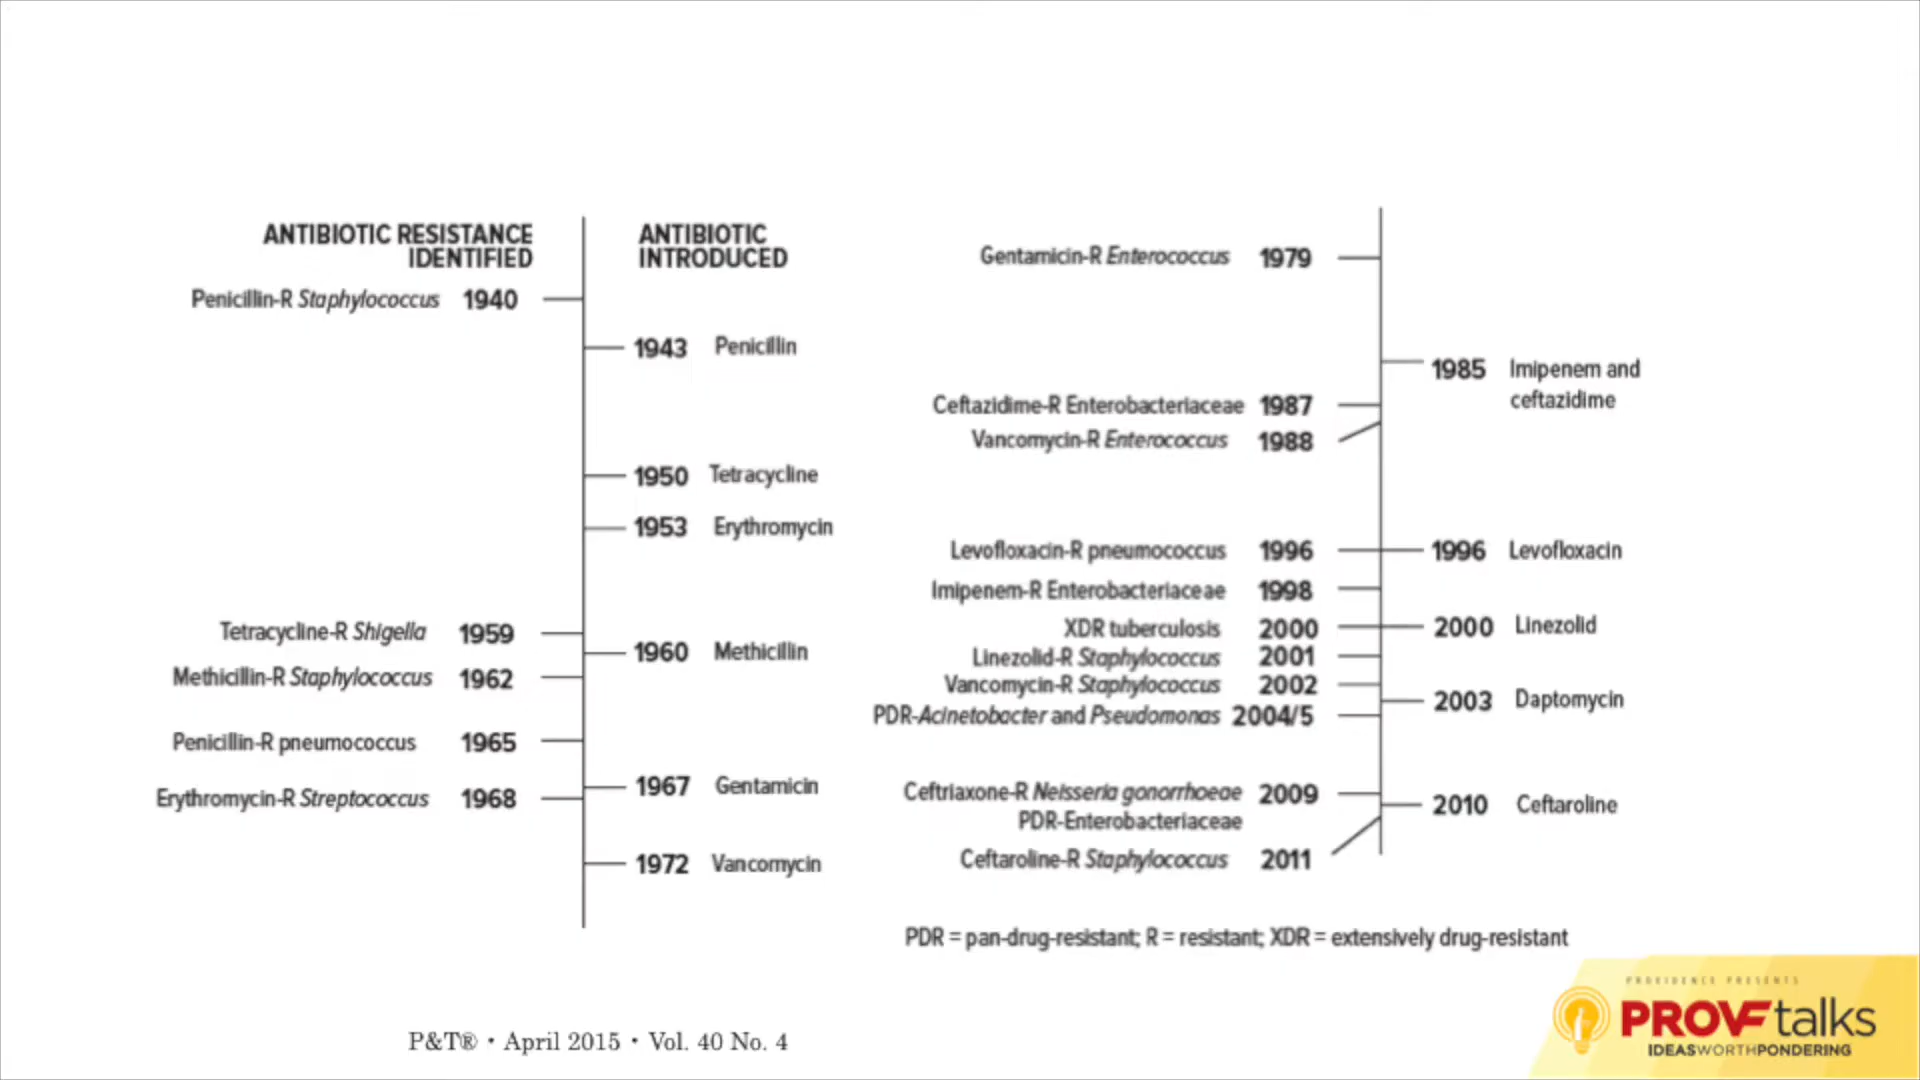 ANTIBIOTIC RESISTANCE
IDENTIFIED
ANTIBIOTIC
INTRODUCED
Penicillin-R Staphylococcus 1940
1943 Penicillin
1950 Tetracycline
1953 Erythromycin
Tetracycline-R Shigella 1959
1960 Methicillin
Methicillin-R Staphylococcus 1962
Penicillin-R pneumococcus 1965
1967 Gentamicin
Erythromycin-R Streptococcus 1968
1972 Vancomycin
Gentamicin-R Enterococcus 1979
1985 Imipenem and
ceftazidime
Ceftazidime-R Enterobacteriaceae 1987
Vancomycin-R Enterococcus 1988
Levofloxacin-R pneumococcus 1996
1996 Levofloxacin
Imipenem-R Enterobacteriaceae 1998
XDR tuberculosis 2000
2000 Linezolid
Linezolid-R Staphylococcus 2001
Vancomycin-R Staphylococcus 2002
2003 Daptomycin
PDR-Acinetobacter and Pseudomonas 2004/5
Ceftriaxone-R Neisseria gonorrhoeae 2009
PDR-Enterobacteriaceae
2010 Ceftaroline
Ceftaroline-R Staphylococcus 2011
PDR = pan-drug-resistant; R = resistant; XDR = extensively drug-resistant
P&T® • April 2015 • Vol. 40 No. 4
PROVIDENCE PRESENTS
PROV talks
IDEASWORTHPONDERING